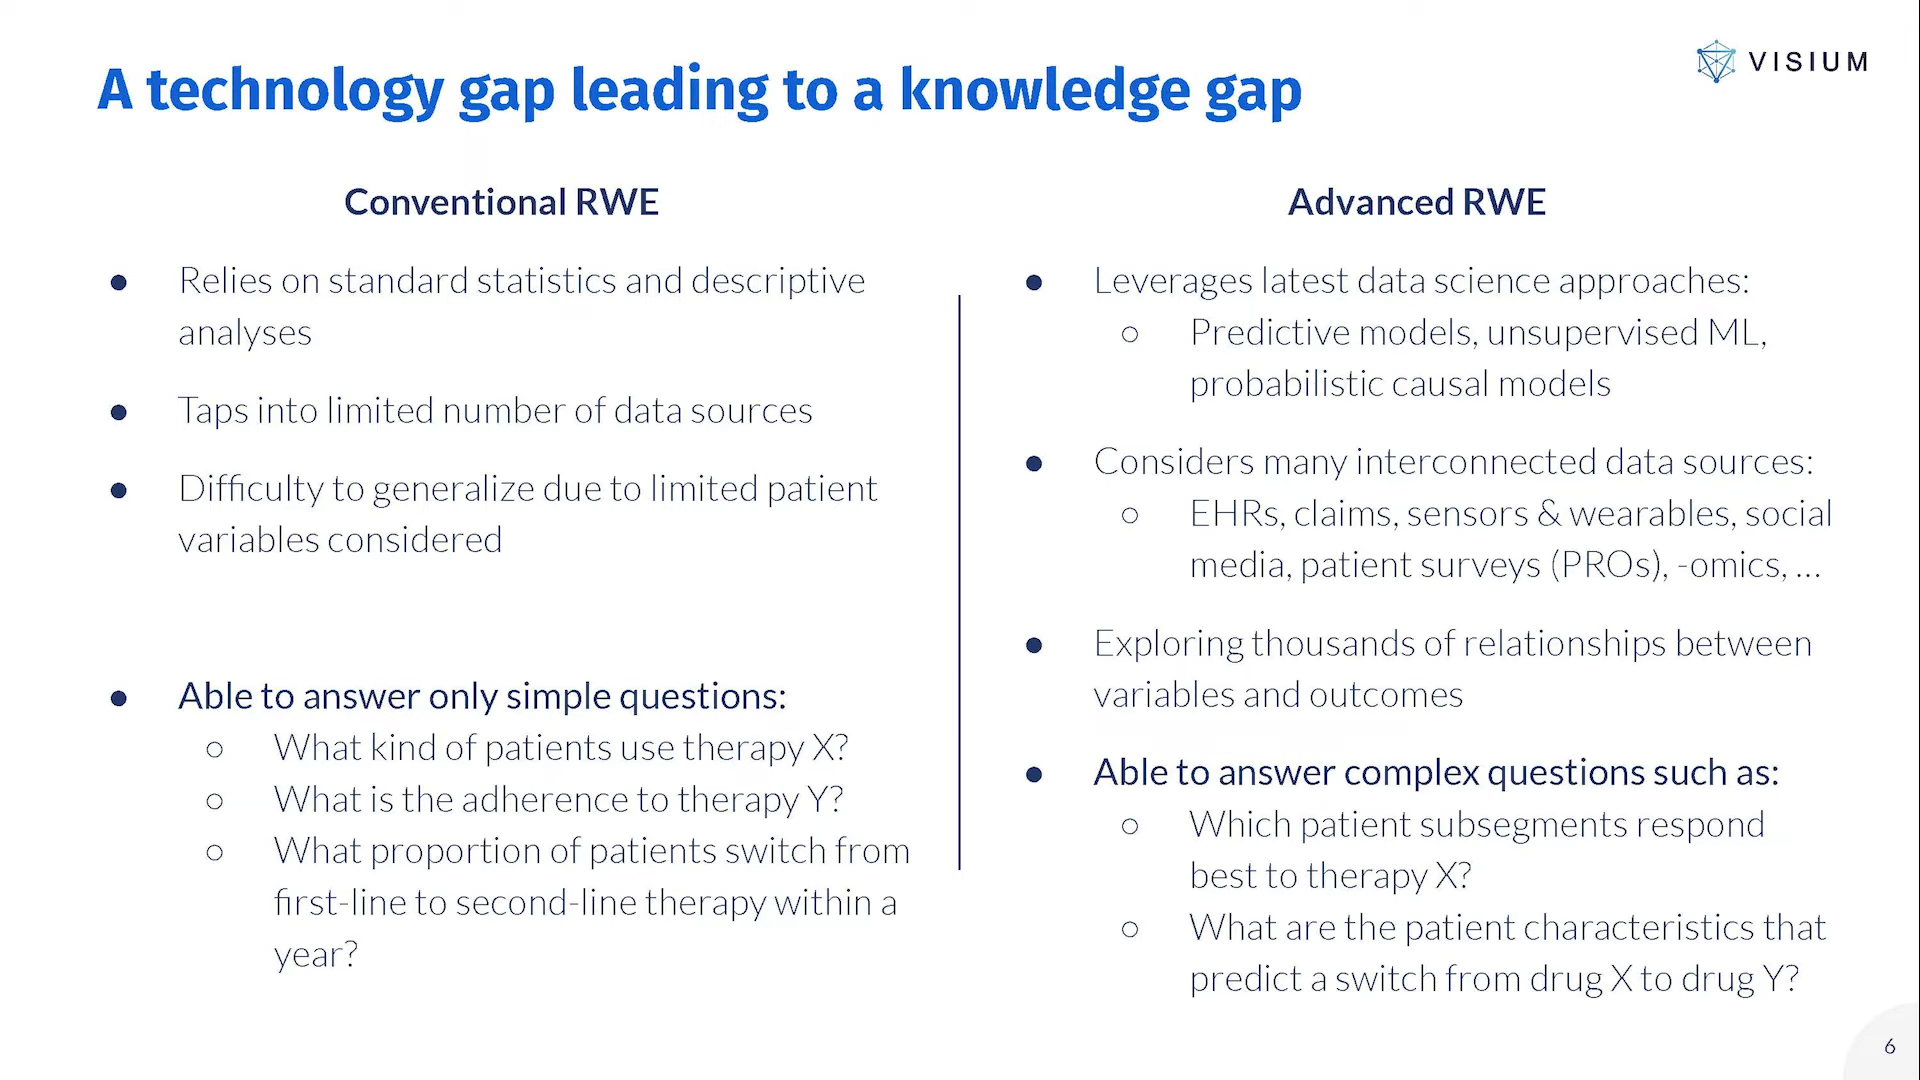 VISIUM
A technology gap leading to a knowledge gap
Conventional RWE
● Relies on standard statistics and descriptive
analyses
● Taps into limited number of data sources
● Difficulty to generalize due to limited patient
variables considered
● Able to answer only simple questions:
○ What kind of patients use therapy X?
○ What is the adherence to therapy Y?
○ What proportion of patients switch from
first-line to second-line therapy within a
year?
Advanced RWE
● Leverages latest data science approaches:
○ Predictive models, unsupervised ML,
probabilistic causal models
● Considers many interconnected data sources:
○ EHRs, claims, sensors & wearables, social
media, patient surveys (PROs), -omics, ...
● Exploring thousands of relationships between
variables and outcomes
● Able to answer complex questions such as:
○ Which patient subsegments respond
best to therapy X?
○ What are the patient characteristics that
predict a switch from drug X to drug Y?
6